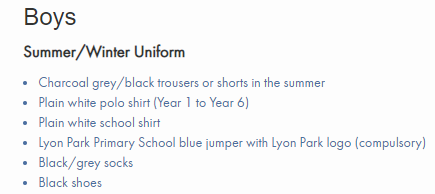 Boys
Summer/Winter Uniform
• Charcoal grey/black trousers or shorts in the summer
• Plain white polo shirt (Year 1 to Year 6)
• Plain white school shirt
• Lyon Park Primary School blue jumper with Lyon Park logo (compulsory)
• Black/grey socks
• Black shoes